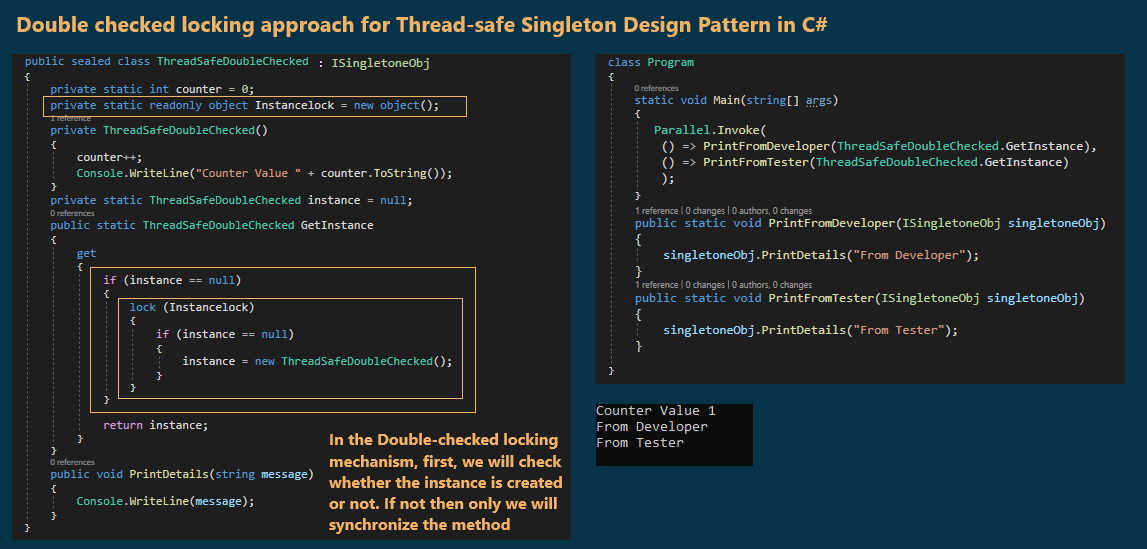 Double checked locking approach for Thread-safe Singleton Design Pattern in C#
public sealed class ThreadSafeDoubleChecked : ISingletoneObj
{
private static int counter = 0;
private static readonly object Instancelock = new object();
1 reference
private ThreadSafeDoubleChecked()
{
counter++;
Console.WriteLine("Counter Value " + counter.ToString());
}
private static ThreadSafeDoubleChecked instance = null;
0 references
public static ThreadSafeDoubleChecked GetInstance
{
get
{
if (instance == null)
{
lock (Instancelock)
{
if (instance == null)
{
instance = new ThreadSafeDoubleChecked();
}
}
}
return instance;
}
}
0 references
public void PrintDetails(string message)
{
Console.WriteLine(message);
}
}
In the Double-checked locking
mechanism, first, we will check
whether the instance is created
or not. If not then only we will
synchronize the method
class Program
{
0 references
static void Main(string[] args)
{
Parallel.Invoke(
() => PrintFromDeveloper(ThreadSafeDoubleChecked.GetInstance),
() => PrintFromTester(ThreadSafeDoubleChecked.GetInstance)
);
}
1 reference | 0 changes | 0 authors, 0 changes
public static void PrintFromDeveloper(ISingletoneObj singletoneObj)
{
singletoneObj.PrintDetails("From Developer");
}
1 reference | 0 changes | 0 authors, 0 changes
public static void PrintFromTester(ISingletoneObj singletoneObj)
{
singletoneObj.PrintDetails("From Tester");
}
}
Counter Value 1
From Developer
From Tester